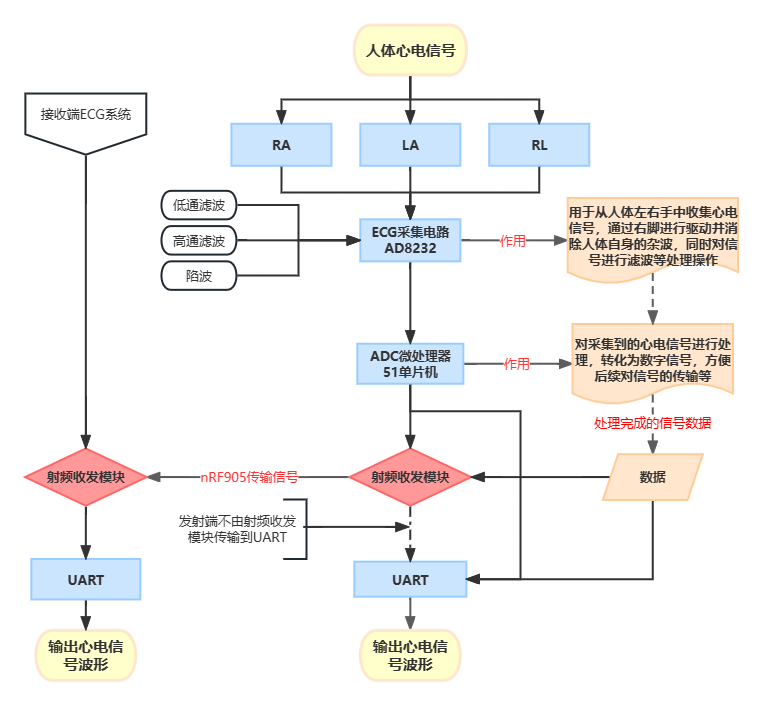 人体心电信号
接收端ECG系统
RA
LA
RL
低通滤波
高通滤波
陷波
ECG采集电路
AD8232
作用
用于从人体左右手中收集心电
信号，通过右脚进行驱动并消
除人体自身的杂波，同时对信
号进行滤波等处理操作
ADC微处理器
51单片机
作用
对采集到的心电信号进行处
理，转化为数字信号，方便
后续对信号的传输等
处理完成的信号数据
射频收发模块
nRF905传输信号
射频收发模块
数据
发射端不由射频收发
模块传输到UART
UART
UART
输出心电信
号波形
输出心电信
号波形